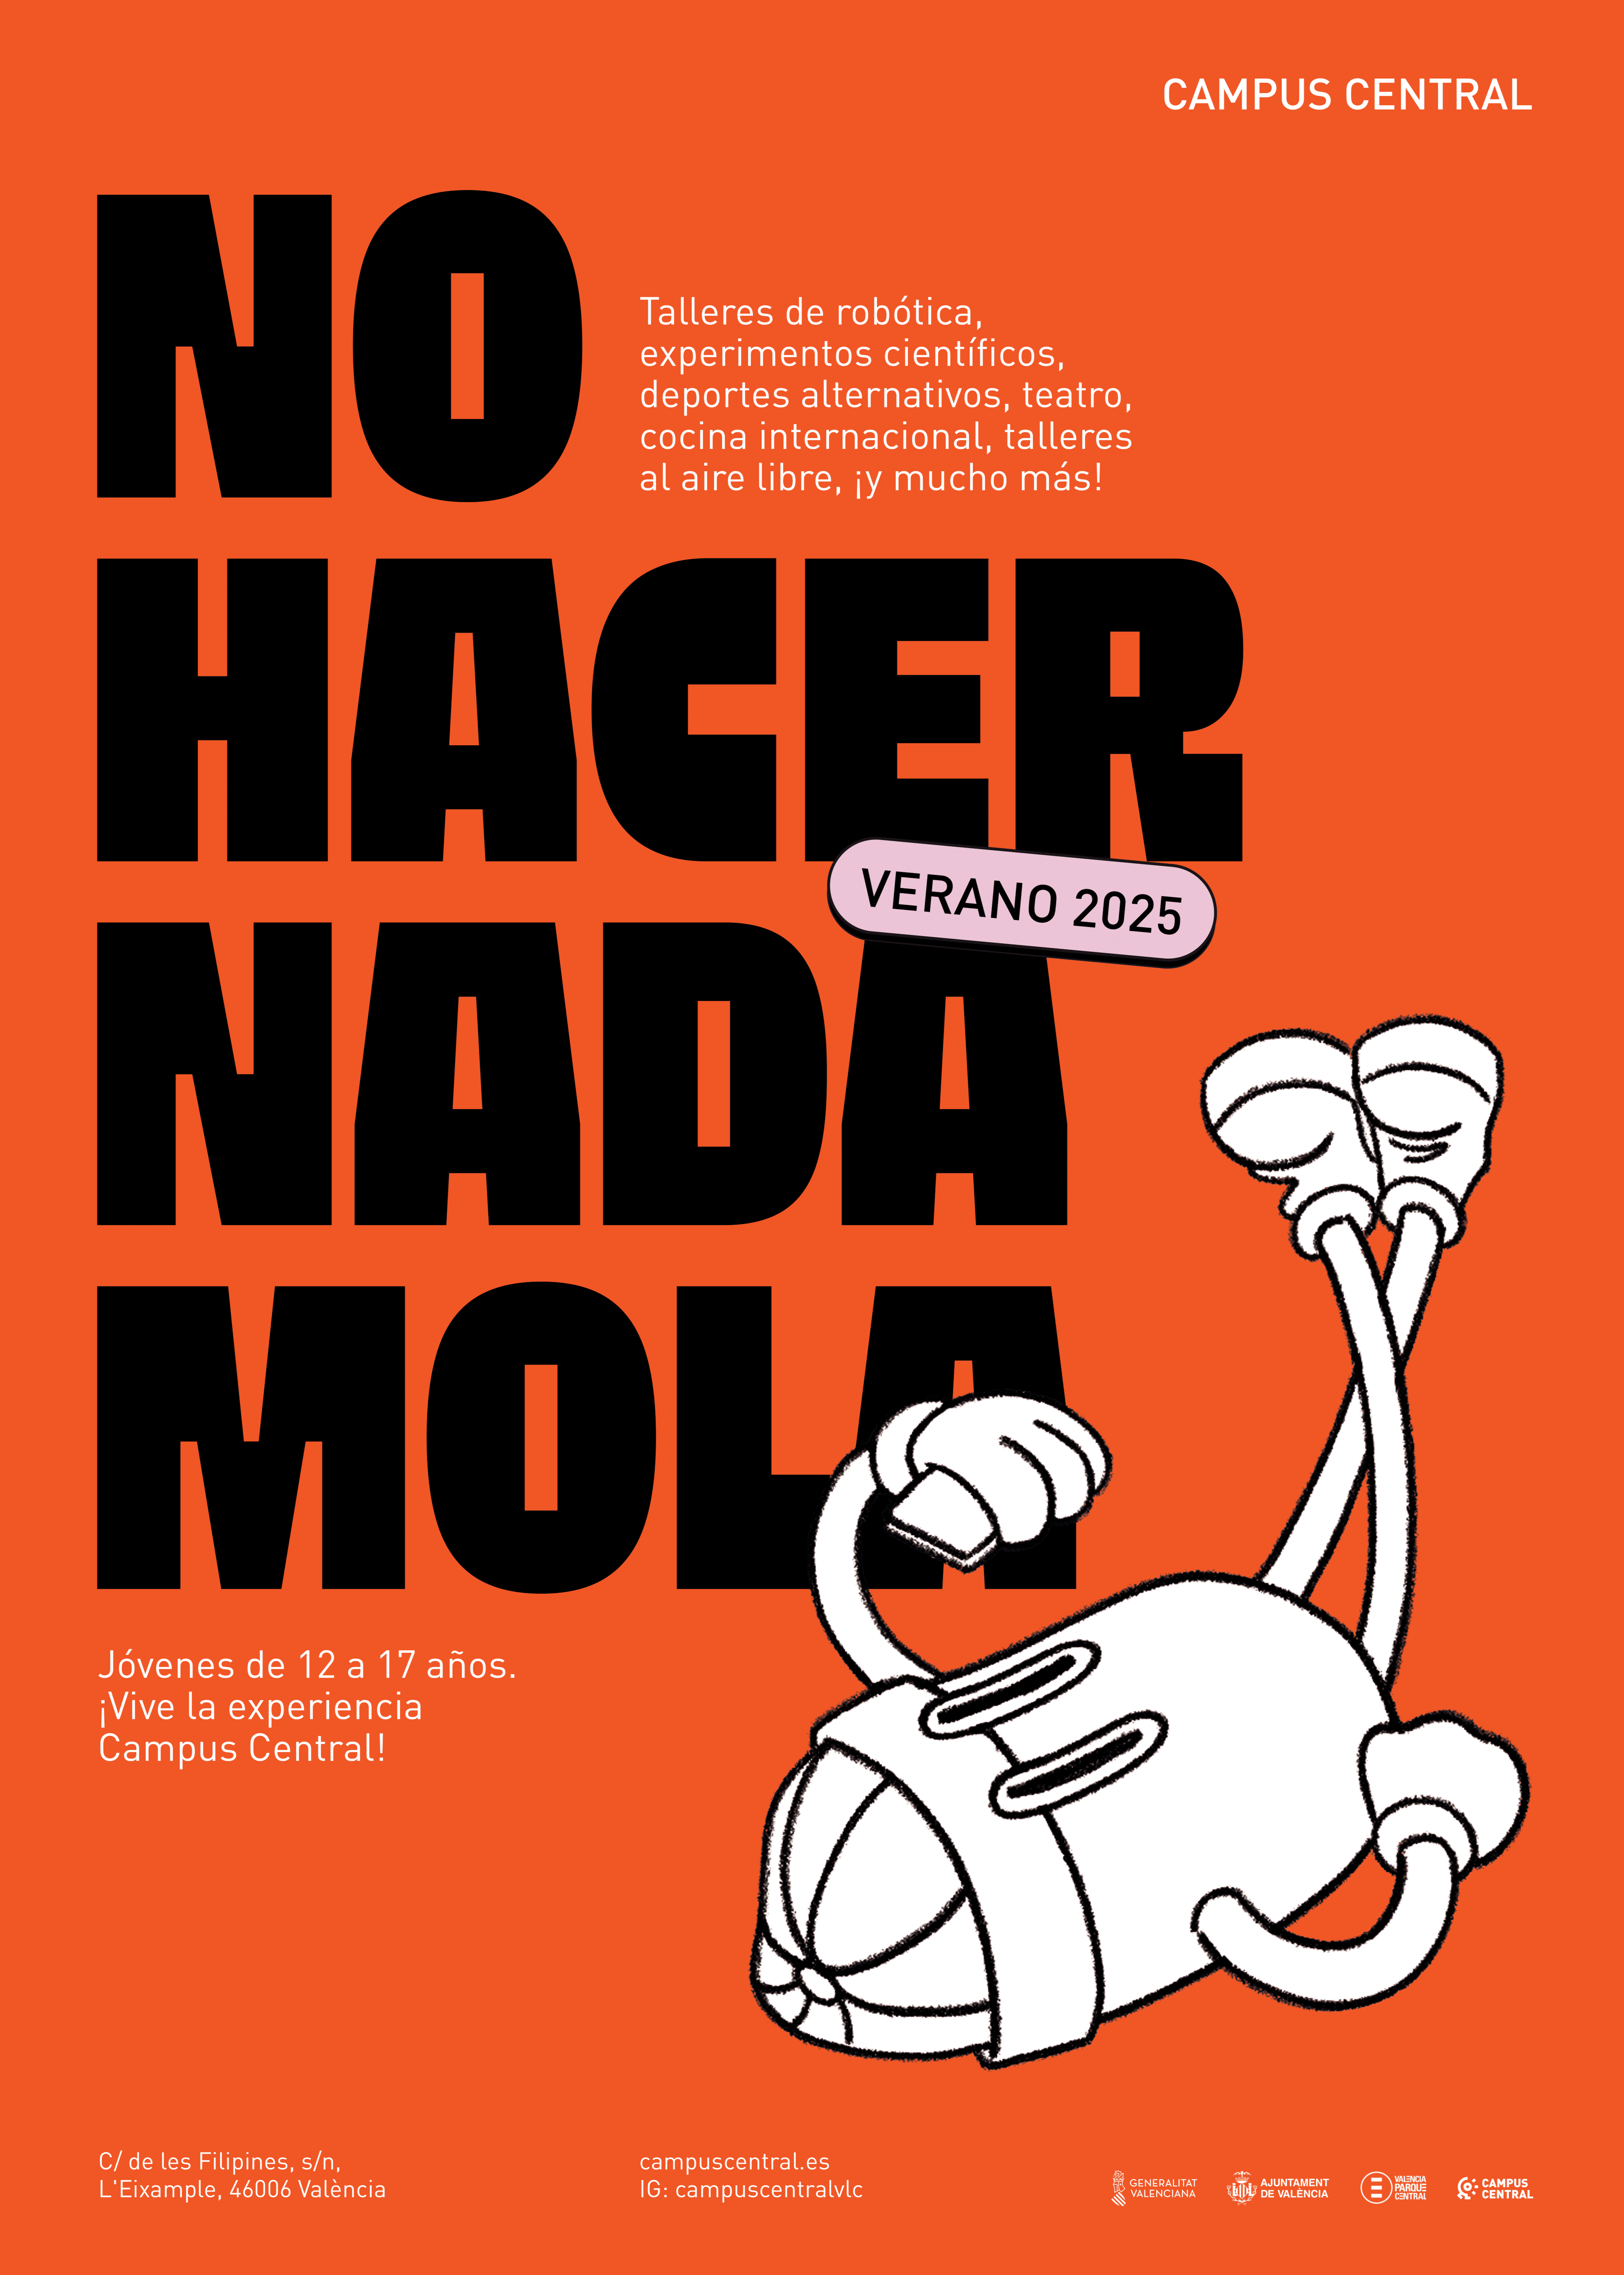 CAMPUS CENTRAL
NO
Talleres de robótica,
experimentos científicos,
deportes alternativos, teatro,
cocina internacional, talleres
al aire libre, ¡y mucho más!
HACER
VERANO 2025
NADA
MOLA
Jóvenes de 12 a 17 años.
¡Vive la experiencia
Campus Central!
C/ de les Filipines, s/n,
L'Eixample, 46006 València
campuscentral.es
IG: campuscentralvlc
GENERALITAT
VALENCIANA
AJUNTAMENT
DE VALÈNCIA
VALENCIA
PARQUE
CENTRAL
CAMPUS
CENTRAL